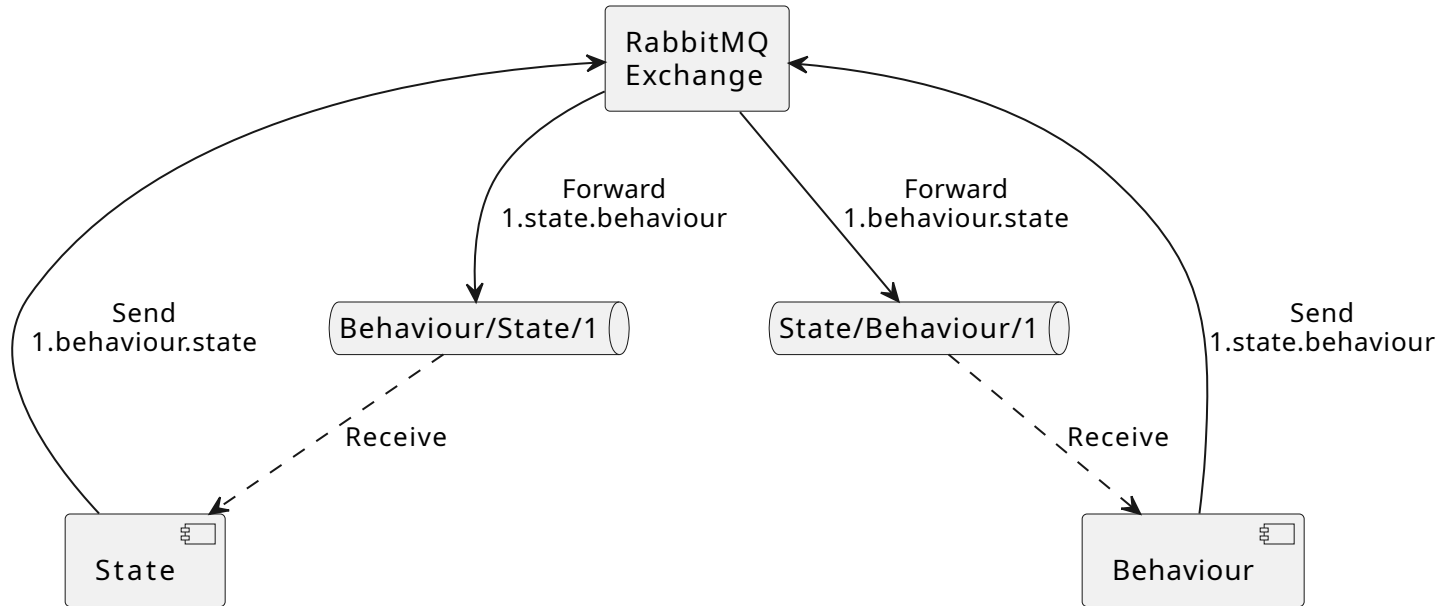 RabbitMQ
Exchange
Forward
1.state.behaviour
Forward
1.behaviour.state
Send
1.behaviour.state
Behaviour/State/1
State/Behaviour/1
Send
1.state.behaviour
Receive
Receive
State
Behaviour